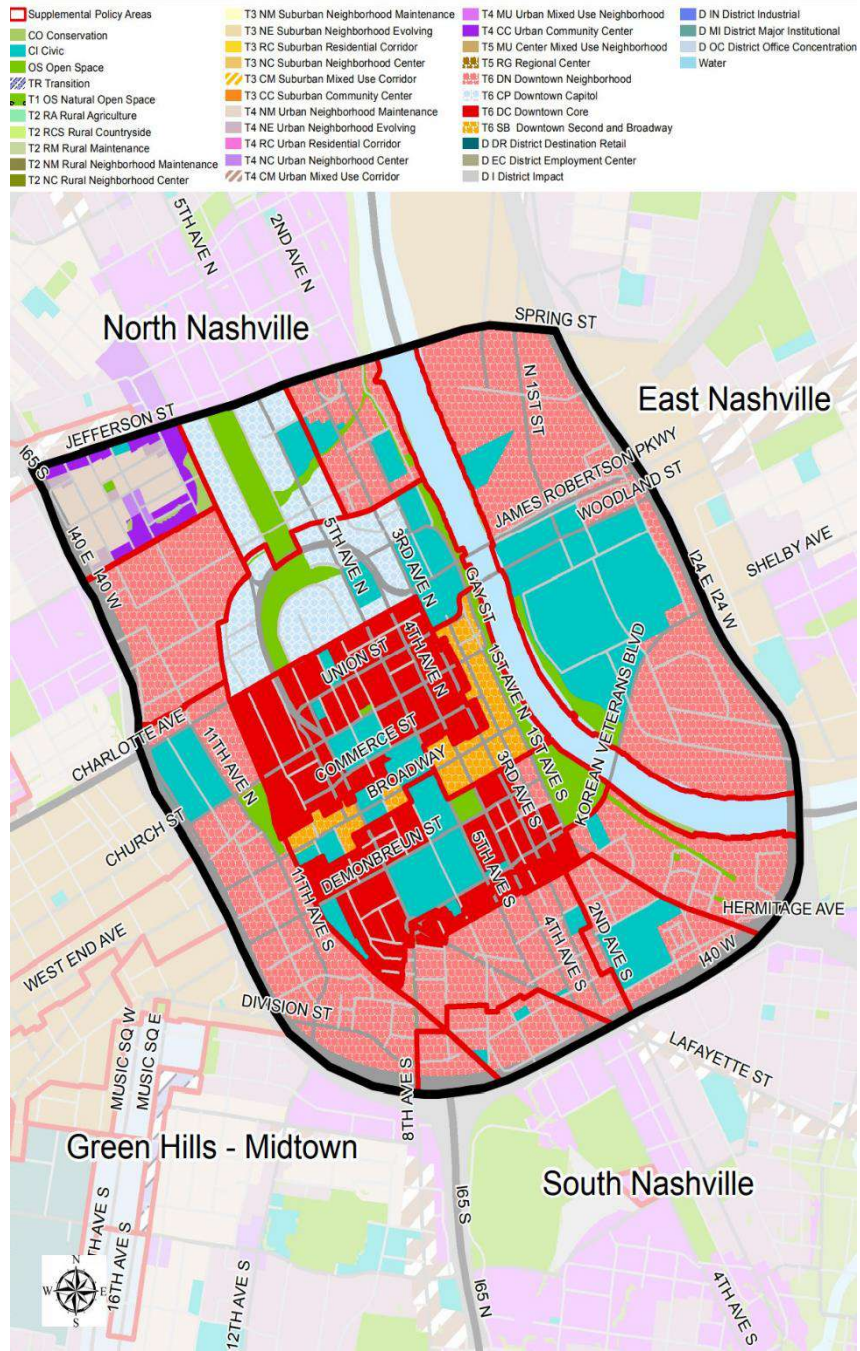 Supplemental Policy Areas
CO Conservation
CI Civic
OS Open Space
TR Transition
T1 OS Natural Open Space
T2 RA Rural Agriculture
T2 RCS Rural Countryside
T2 RM Rural Maintenance
T2 NM Rural Neighborhood Maintenance
T2 NC Rural Neighborhood Center
T3 NM Suburban Neighborhood Maintenance
T3 NE Suburban Neighborhood Evolving
T3 RC Suburban Residential Corridor
T3 NC Suburban Neighborhood Center
T3 CM Suburban Mixed Use Corridor
T3 CC Suburban Community Center
T4 NM Urban Neighborhood Maintenance
T4 NE Urban Neighborhood Evolving
T4 RC Urban Residential Corridor
T4 NC Urban Neighborhood Center
T4 CM Urban Mixed Use Corridor
T4 MU Urban Mixed Use Neighborhood
T4 CC Urban Community Center
T5 MU Center Mixed Use Neighborhood
T5 RG Regional Center
T6 DN Downtown Neighborhood
T6 CP Downtown Capitol
T6 DC Downtown Core
T6 SB Downtown Second and Broadway
D DR District Destination Retail
D EC District Employment Center
D I District Impact
D IN District Industrial
D MI District Major Institutional
D OC District Office Concentration
Water
5TH AVE N
2ND AVE N
North Nashville
SPRING ST
N 1ST ST
East Nashville
JEFFERSON ST
I65 S
JAMES ROBERTSON PKWY
WOODLAND ST
I40 E
I40 W
5TH AVE N
3RD AVE N
I24 E
I24 W
SHELBY AVE
GAY ST
UNION ST
4TH AVE N
1ST AVE N
KOREAN VETERANS BLVD
CHARLOTTE AVE
11TH AVE N
COMMERCE ST
BROADWAY
1ST AVE S
3RD AVE S
CHURCH ST
DEMONBREUN ST
5TH AVE S
11TH AVE S
HERMITAGE AVE
4TH AVE S
2ND AVE S
I40 W
WEST END AVE
DIVISION ST
MUSIC SQ W
MUSIC SQ E
LAFAYETTE ST
8TH AVE S
Green Hills - Midtown
South Nashville
I65 S
16TH AVE S
12TH AVE S
I65 N
4TH AVE S
N
W
E
S